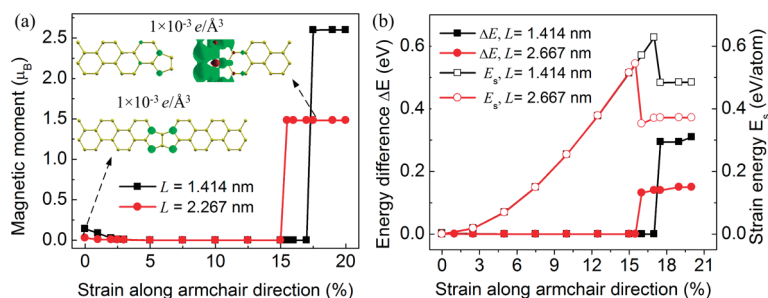 (a)
1×10⁻³ e/Å³
1×10⁻³ e/Å³
L = 1.414 nm
L = 2.267 nm
Magnetic moment (μB)
2.5
2.0
1.5
1.0
0.5
0.0
0 5 10 15 20
Strain along armchair direction (%)
(b)
ΔE, L= 1.414 nm
ΔE, L= 2.667 nm
Es, L= 1.414 nm
Es, L= 2.667 nm
Energy difference ΔE (eV)
0.6
0.4
0.2
0.0
0 3 6 9 12 15 18 21
Strain along armchair direction (%)
0.6
0.4
0.2
0.0
Strain energy Es (eV/atom)